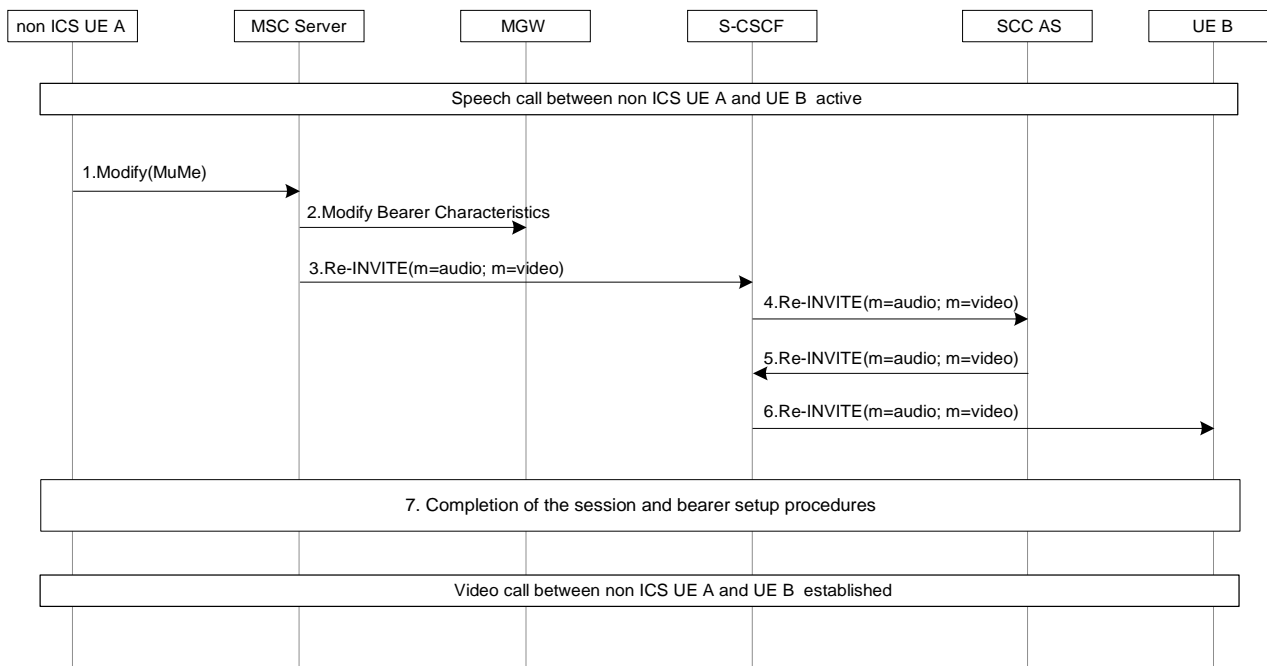 non ICS UE A
MSC Server
MGW
S-CSCF
SCC AS
UE B
Speech call between non ICS UE A and UE B active
1.Modify(MuMe)
2.Modify Bearer Characteristics
3.Re-INVITE(m=audio; m=video)
4.Re-INVITE(m=audio; m=video)
5.Re-INVITE(m=audio; m=video)
6.Re-INVITE(m=audio; m=video)
7. Completion of the session and bearer setup procedures
Video call between non ICS UE A and UE B established